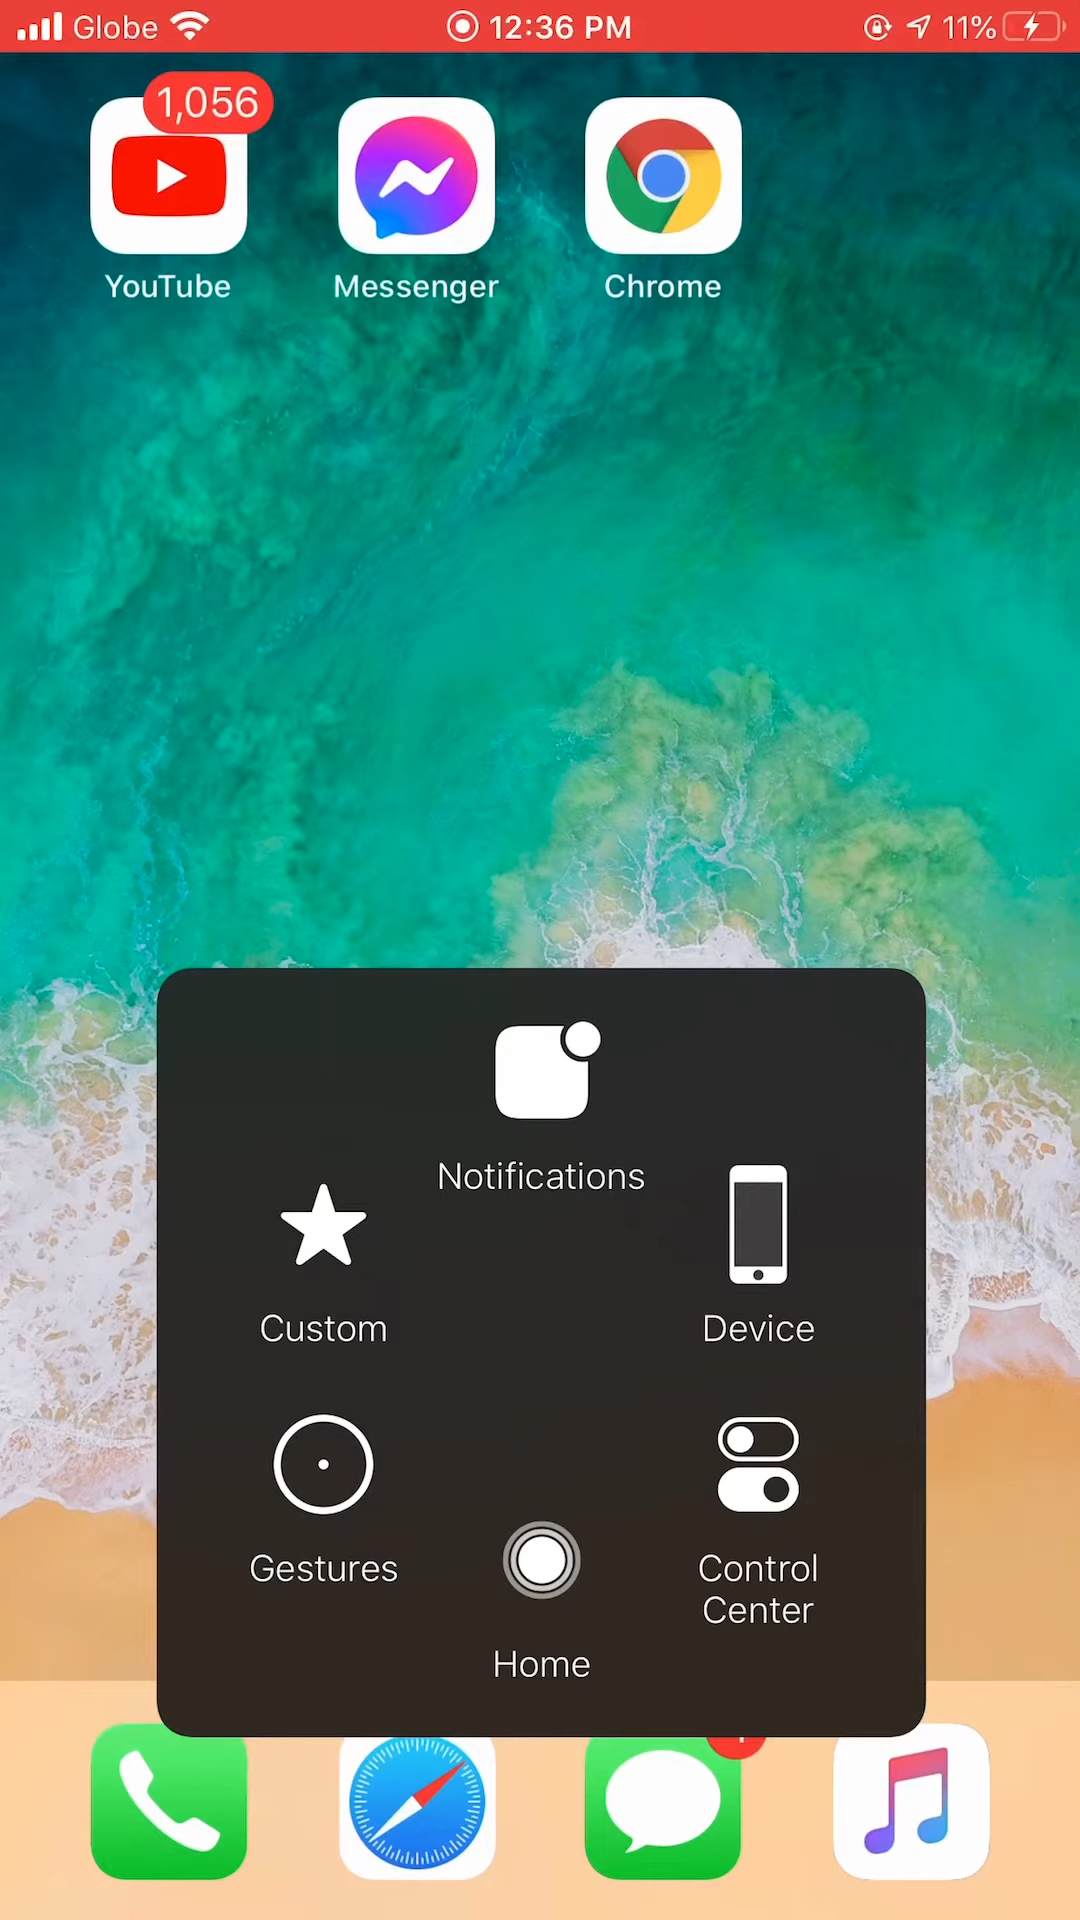 Globe 12:36 PM 11%
1,056
YouTube Messenger Chrome
Notifications
Custom Device
Gestures Control
Center
Home